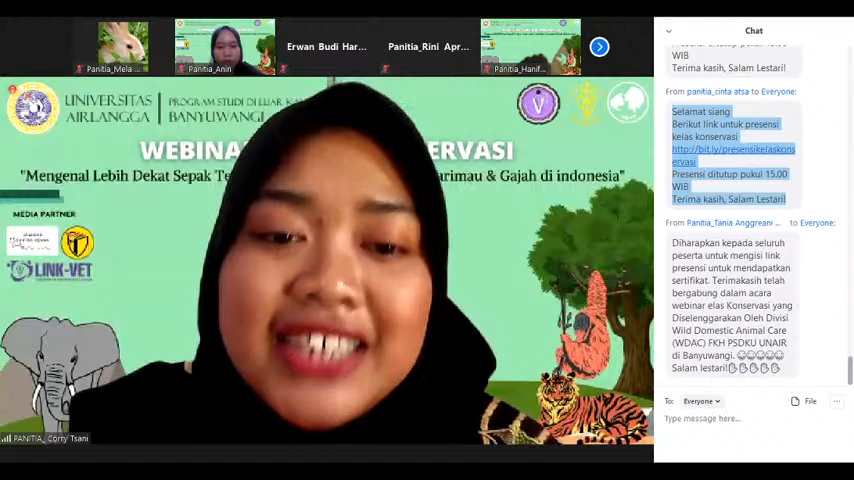 Panitia_Mela ...
Panitia_Anin
Erwan Budi Har...
Panitia_Rini Apr...
Panitia_Hanif...
UNIVERSITAS
AIRLANGGA
PROGRAM STUDI DI LUAR KA
BANYUWANGI
WEBINA ERVASI
"Mengenal Lebih Dekat Sepak Te arimau & Gajah di indonesia"
MEDIA PARTNER
LINK-VET
PANITIA_ Corry Tsani
Chat
WIB
Terima kasih, Salam Lestari!
From panitia_cinta atsa to Everyone:
Selamat siang
Berikut link untuk presensi
kelas konservasi
http://bit.ly/presensikelaskons
ervasi
Presensi ditutup pukul 15.00
WIB
Terima kasih, Salam Lestari!
From Panitia_Tania Anggreani ... to Everyone:
Diharapkan kepada seluruh
peserta untuk mengisi link
presensi untuk mendapatkan
sertifikat. Terimakasih telah
bergabung dalam acara
webinar elas Konservasi yang
Diselenggarakan Oleh Divisi
Wild Domestic Animal Care
(WDAC) FKH PSDKU UNAIR
di Banyuwangi. 😊😊😊😊😊
Salam lestari!👋👋👋👋👋
To: Everyone
File
...
Type message here...